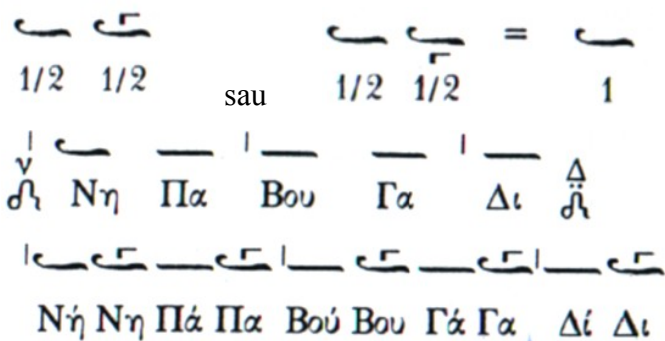 1/2 1/2 sau 1/2 1/2 = 1
ν Νη Πα Βου Γα Δι Δ
Νή Νη Πά Πα Βού Βου Γά Γα Δί Δι